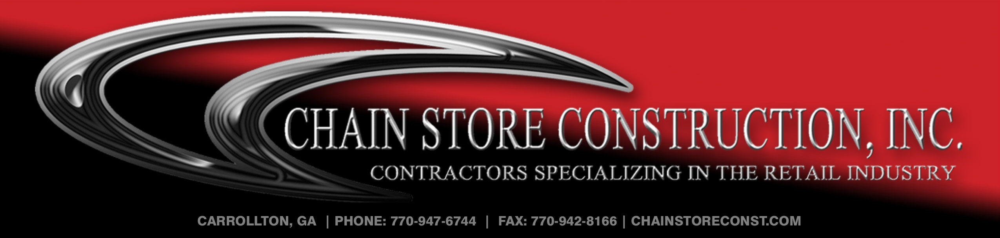 CHAIN STORE CONSTRUCTION, INC.
CONTRACTORS SPECIALIZING IN THE RETAIL INDUSTRY
CARROLLTON, GA | PHONE: 770-947-6744 | FAX: 770-942-8166 | CHAINSTORECONST.COM